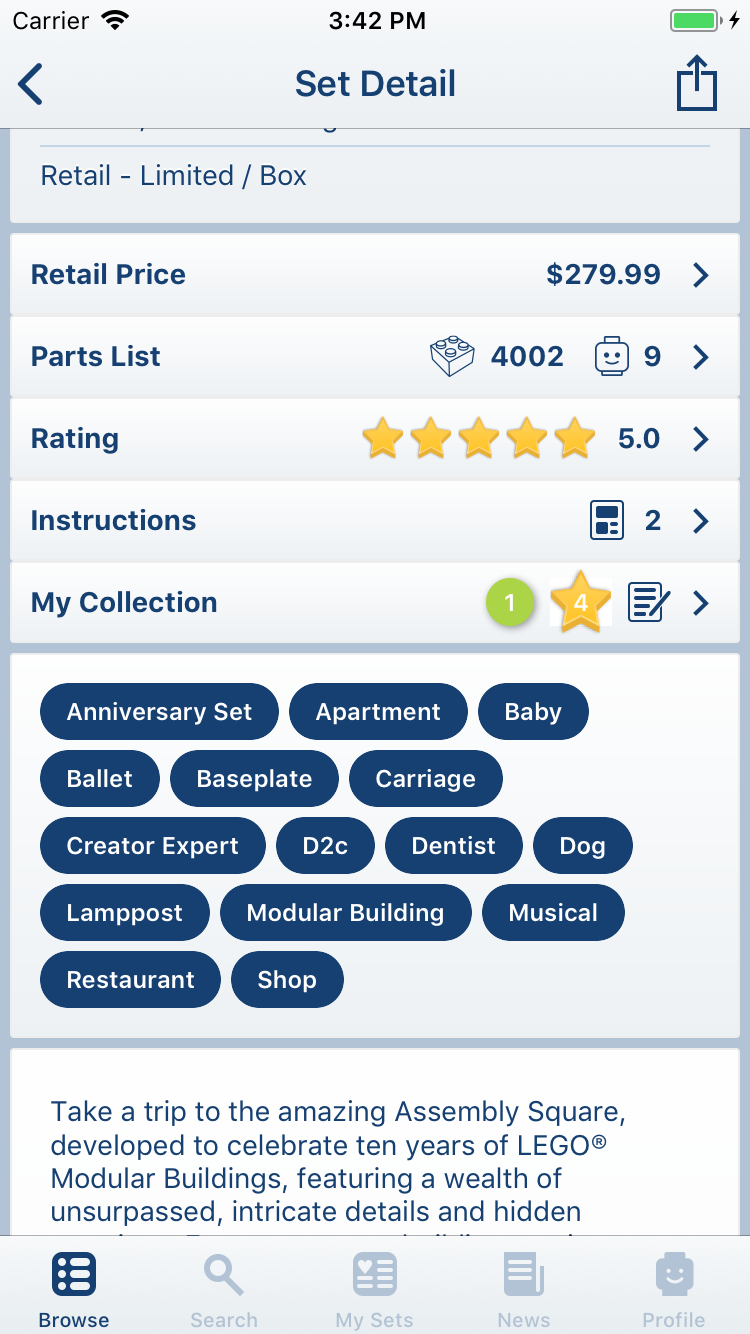 Carrier 3:42 PM
Set Detail
Retail - Limited / Box
Retail Price $279.99
Parts List 4002 9
Rating 5.0
Instructions 2
My Collection 1 4
Anniversary Set Apartment Baby
Ballet Baseplate Carriage
Creator Expert D2c Dentist Dog
Lamppost Modular Building Musical
Restaurant Shop
Take a trip to the amazing Assembly Square,
developed to celebrate ten years of LEGO®
Modular Buildings, featuring a wealth of
unsurpassed, intricate details and hidden
Browse Search My Sets News Profile